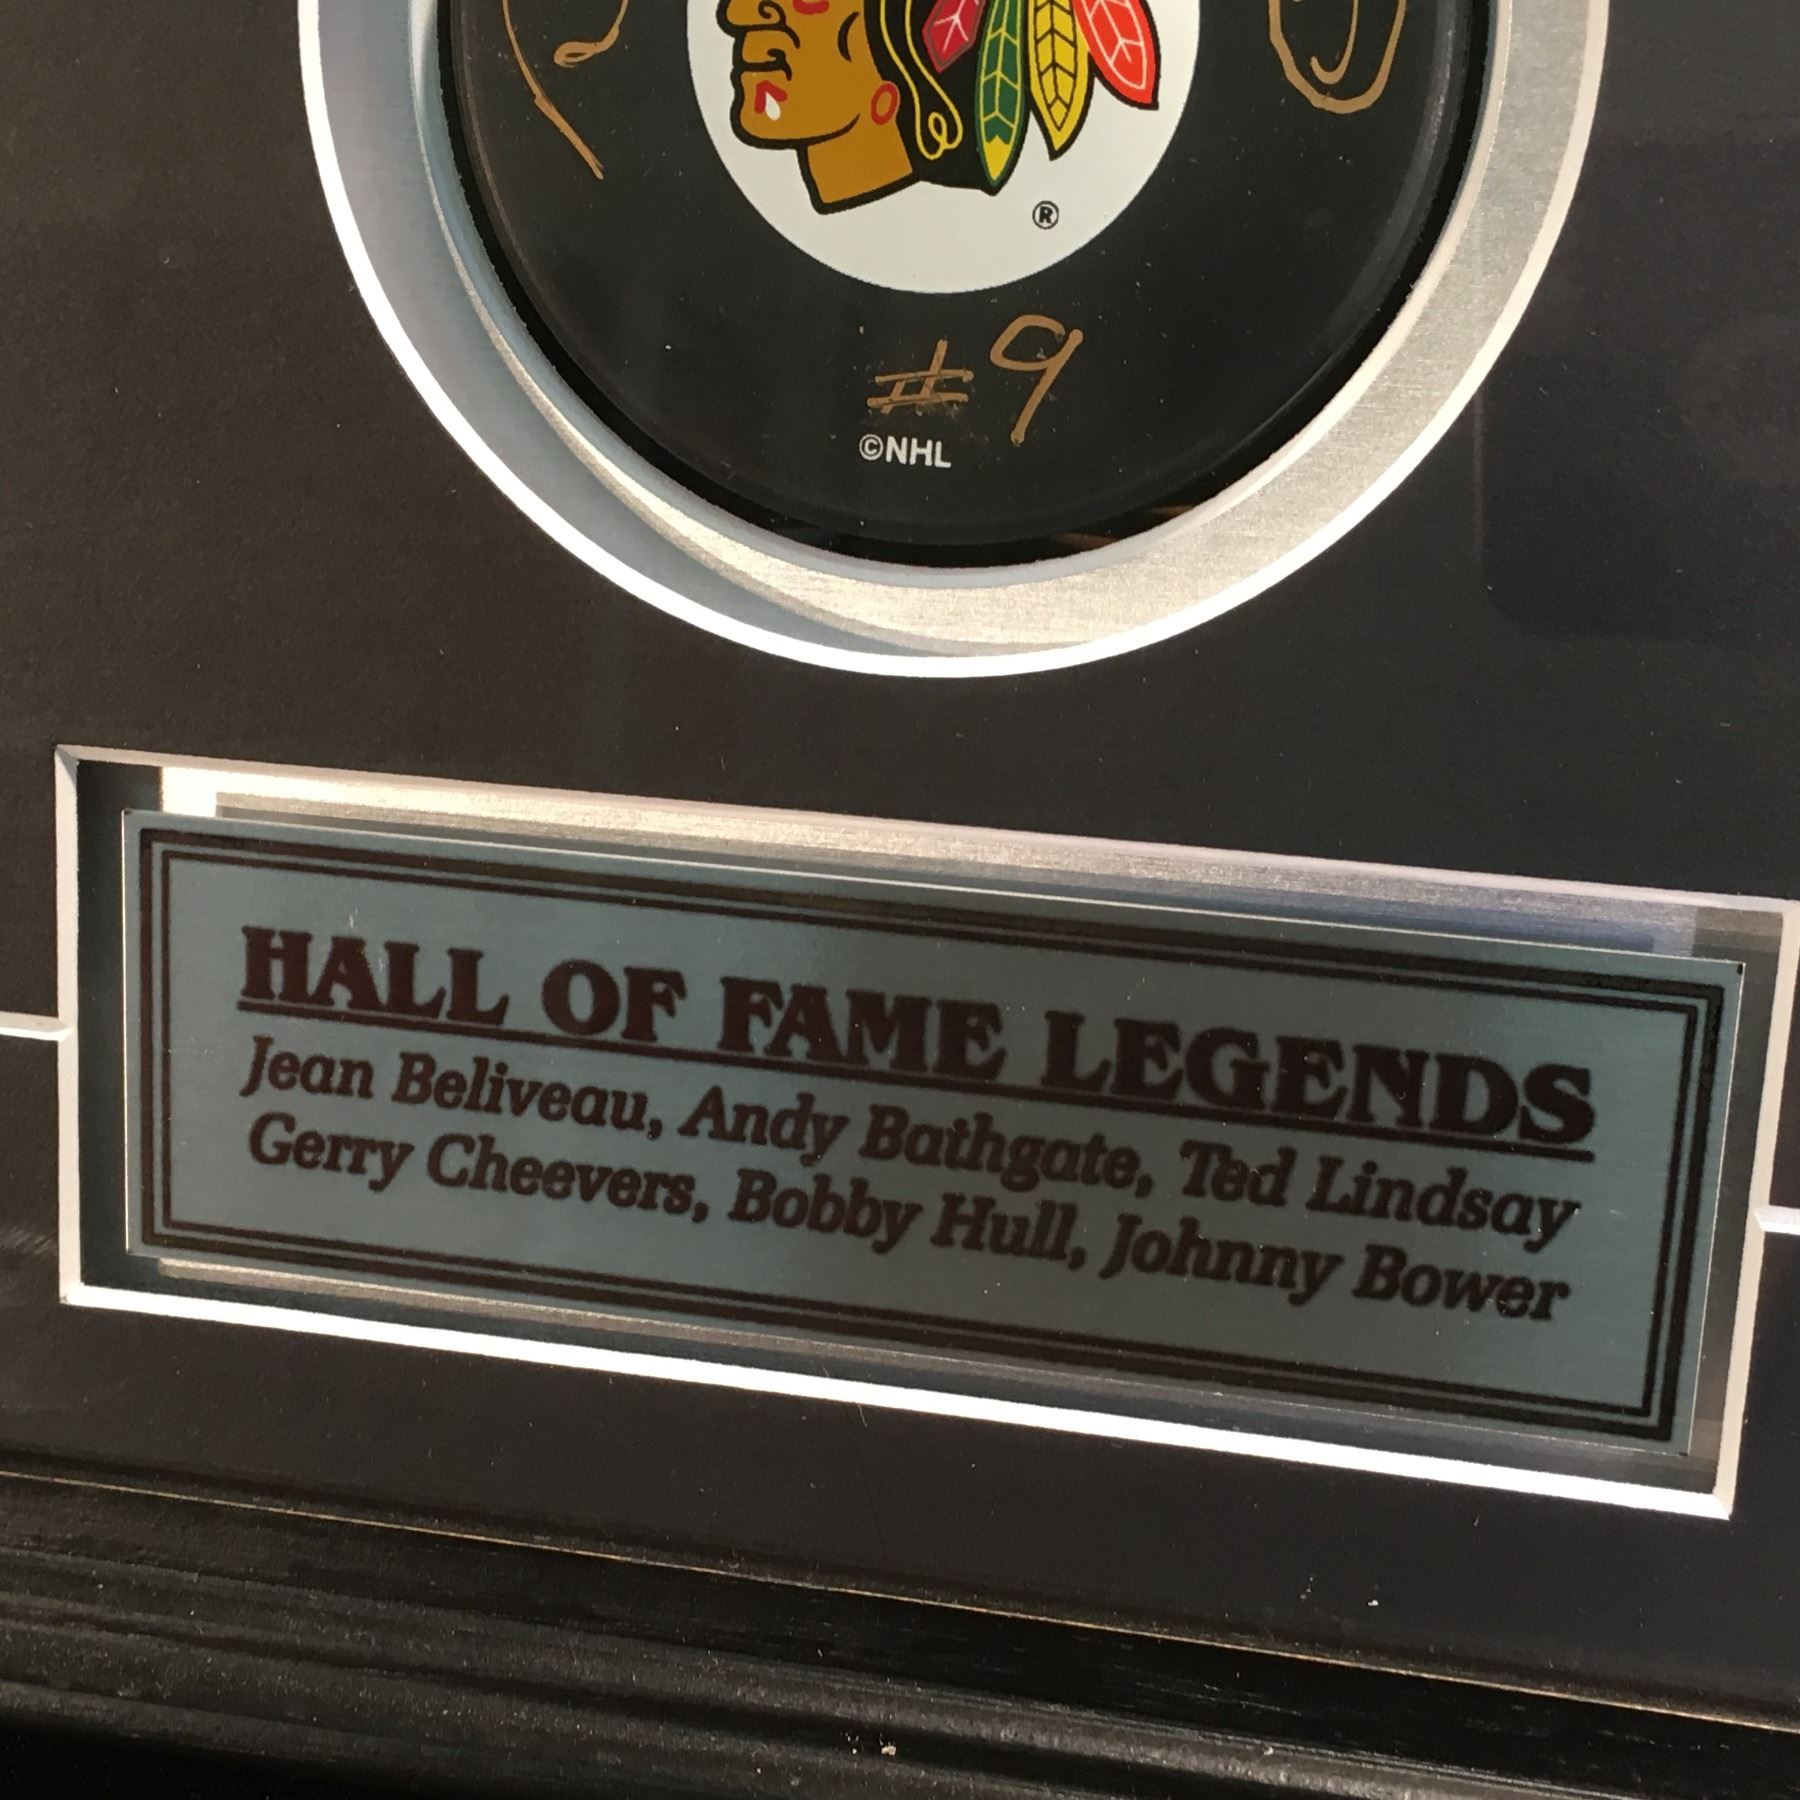 ®
#9
©NHL
HALL OF FAME LEGENDS
Jean Beliveau, Andy Bathgate, Ted Lindsay
Gerry Cheevers, Bobby Hull, Johnny Bower